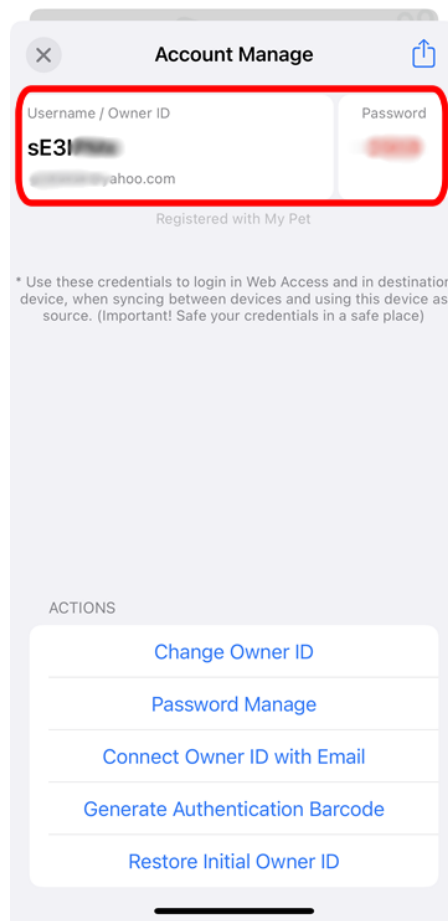 Account Manage
Username / Owner ID
Password
sE3
ahoo.com
Registered with My Pet
* Use these credentials to login in Web Access and in destination
device, when syncing between devices and using this device as
source. (Important! Safe your credentials in a safe place)
ACTIONS
Change Owner ID
Password Manage
Connect Owner ID with Email
Generate Authentication Barcode
Restore Initial Owner ID